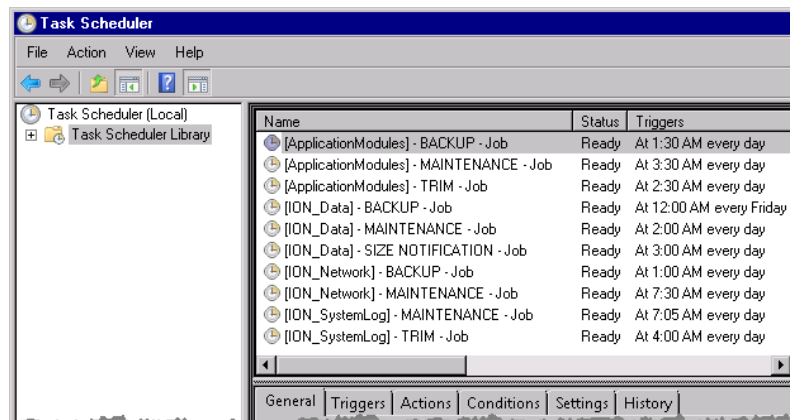 Task Scheduler
File Action View Help
Task Scheduler (Local)
Task Scheduler Library
Name Status Triggers
[ApplicationModules] - BACKUP - Job Ready At 1:30 AM every day
[ApplicationModules] - MAINTENANCE - Job Ready At 3:30 AM every day
[ApplicationModules] - TRIM - Job Ready At 2:30 AM every day
[ION_Data] - BACKUP - Job Ready At 12:00 AM every Friday
[ION_Data] - MAINTENANCE - Job Ready At 2:00 AM every day
[ION_Data] - SIZE NOTIFICATION - Job Ready At 3:00 AM every day
[ION_Network] - BACKUP - Job Ready At 1:00 AM every day
[ION_Network] - MAINTENANCE - Job Ready At 7:30 AM every day
[ION_SystemLog] - MAINTENANCE - Job Ready At 7:05 AM every day
[ION_SystemLog] - TRIM - Job Ready At 4:00 AM every day
General Triggers Actions Conditions Settings History